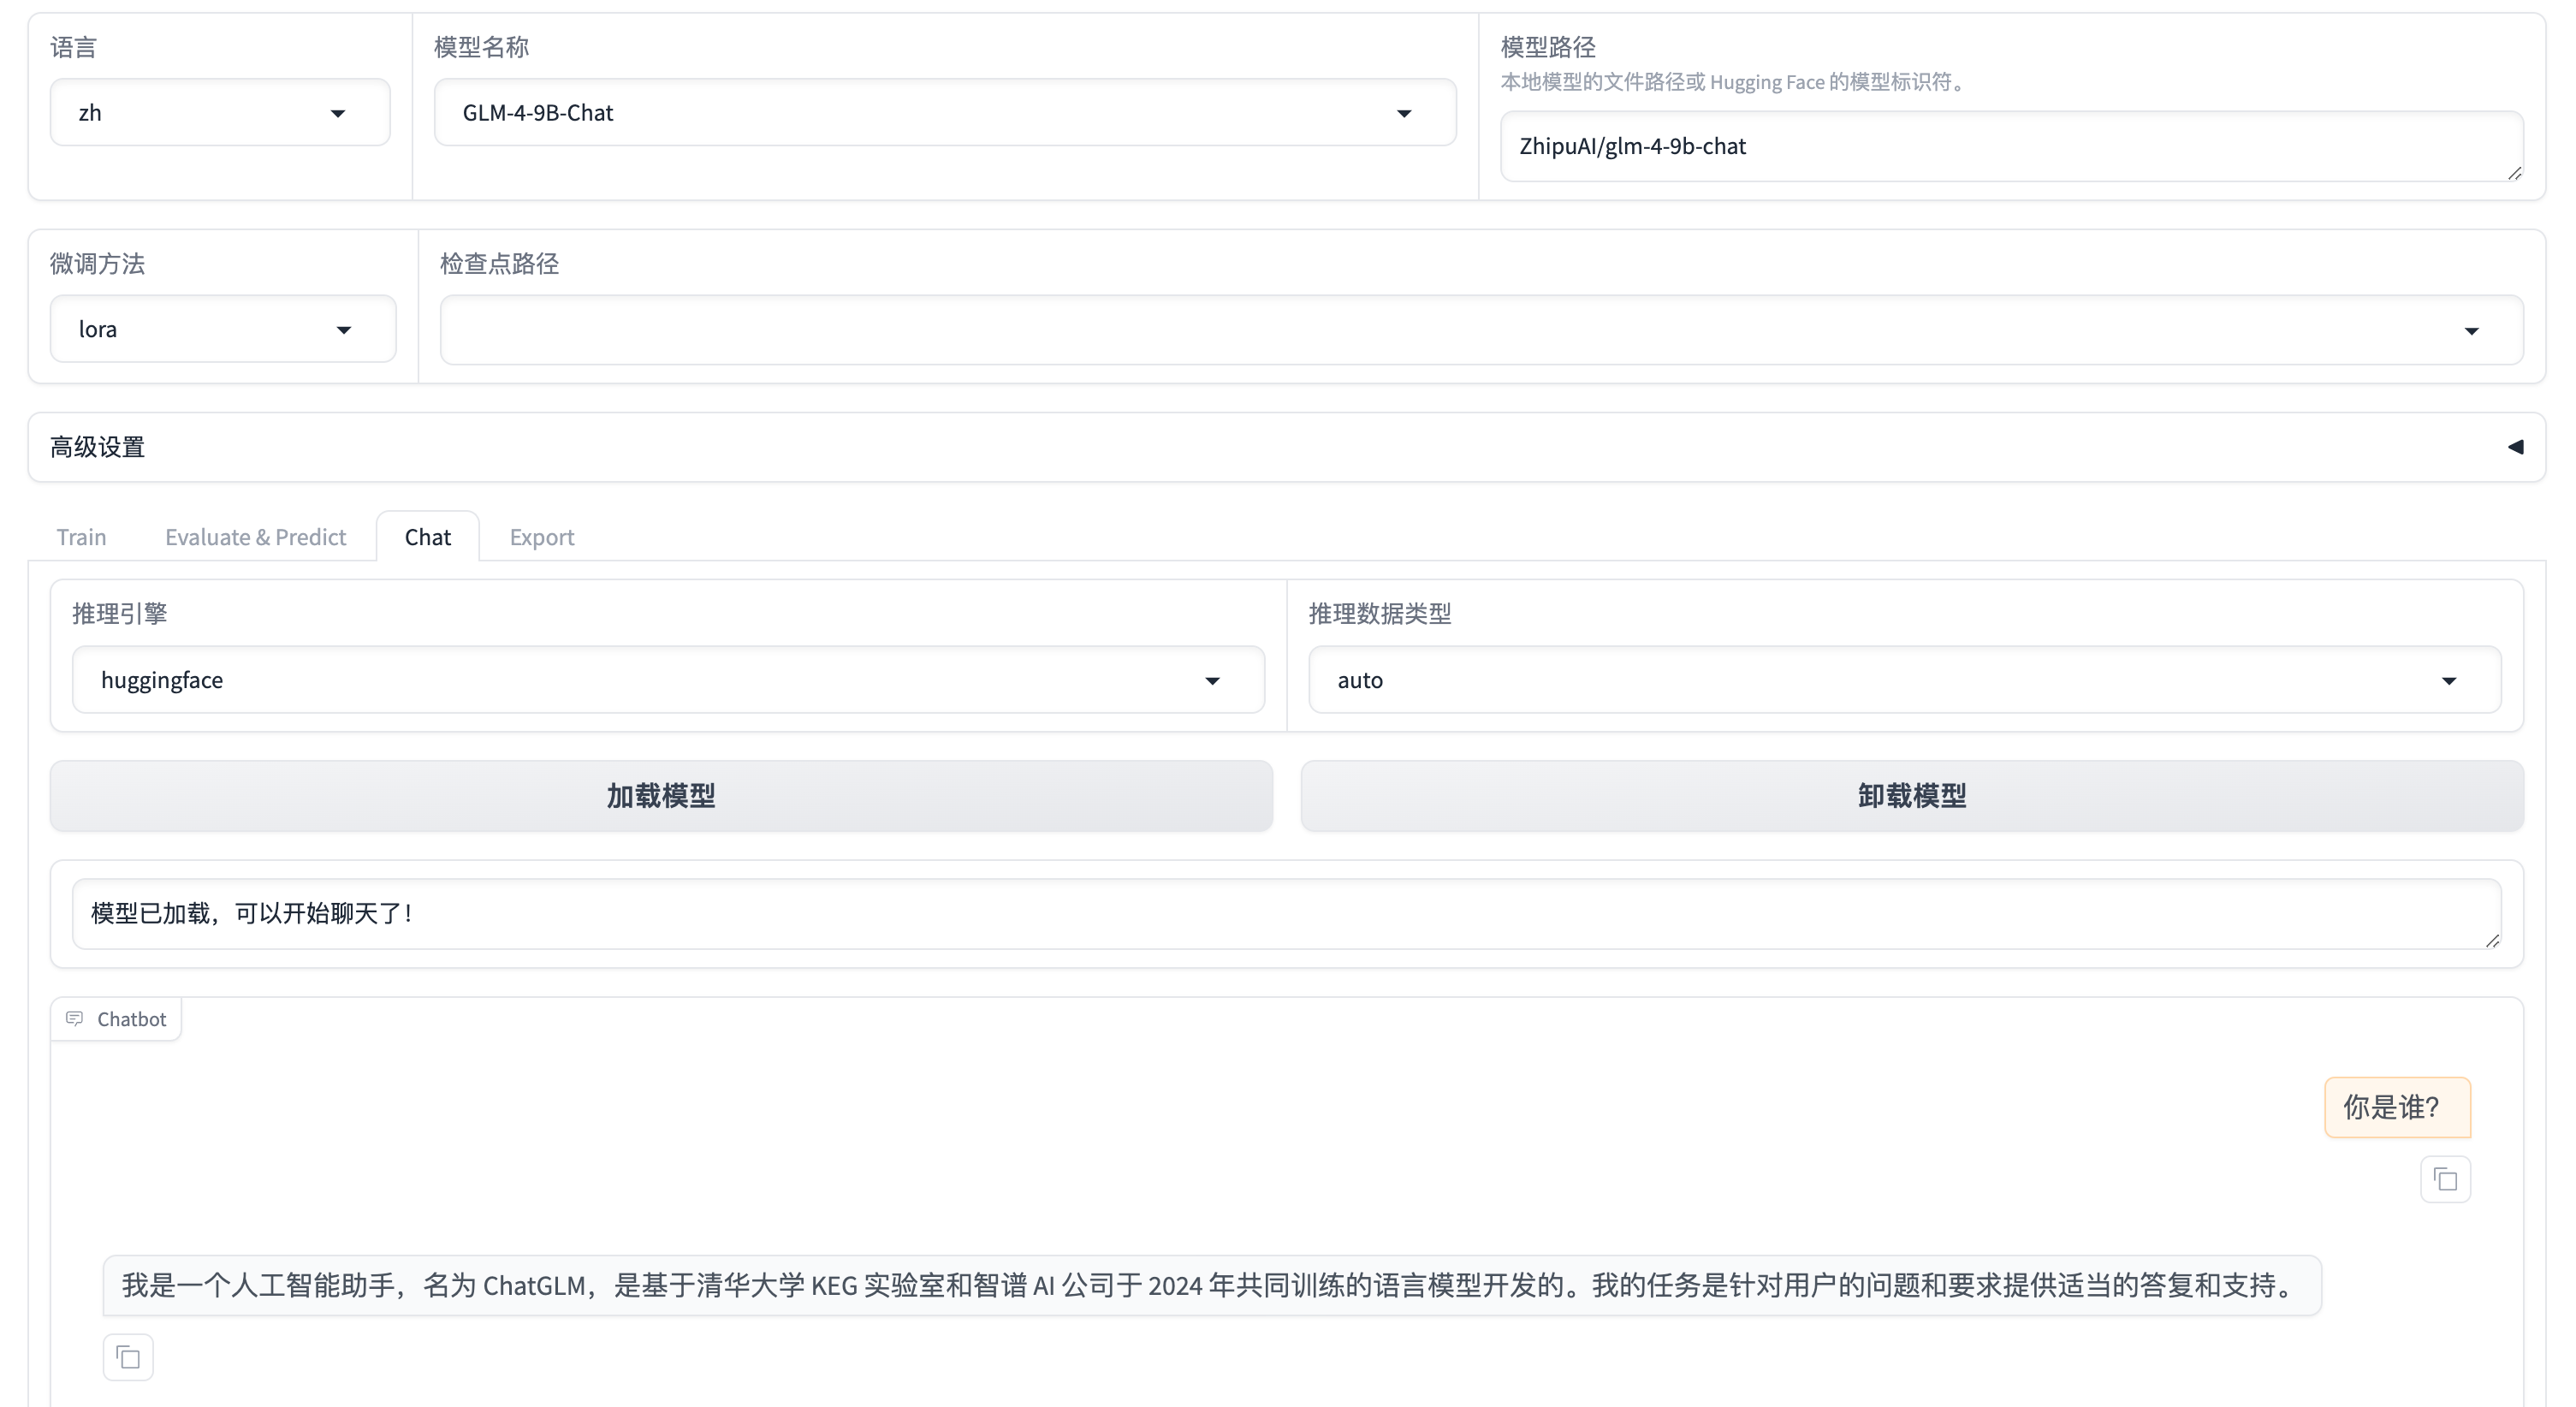 语言
zh
模型名称
GLM-4-9B-Chat
模型路径
本地模型的文件路径或 Hugging Face 的模型标识符。
ZhipuAI/glm-4-9b-chat
微调方法
lora
检查点路径
高级设置
Train
Evaluate & Predict
Chat
Export
推理引擎
huggingface
推理数据类型
auto
加载模型
卸载模型
模型已加载，可以开始聊天了！
Chatbot
你是谁?
我是一个人工智能助手，名为 ChatGLM，是基于清华大学 KEG 实验室和智谱 AI 公司于 2024 年共同训练的语言模型开发的。我的任务是针对用户的问题和要求提供适当的答复和支持。